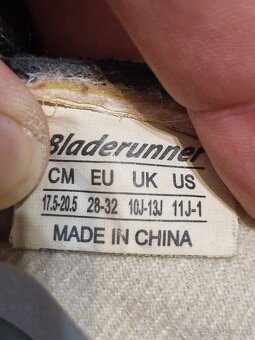 Bladerunner
CM EU UK US
17.5-20.5 28-32 10J-13J 11J-1
MADE IN CHINA